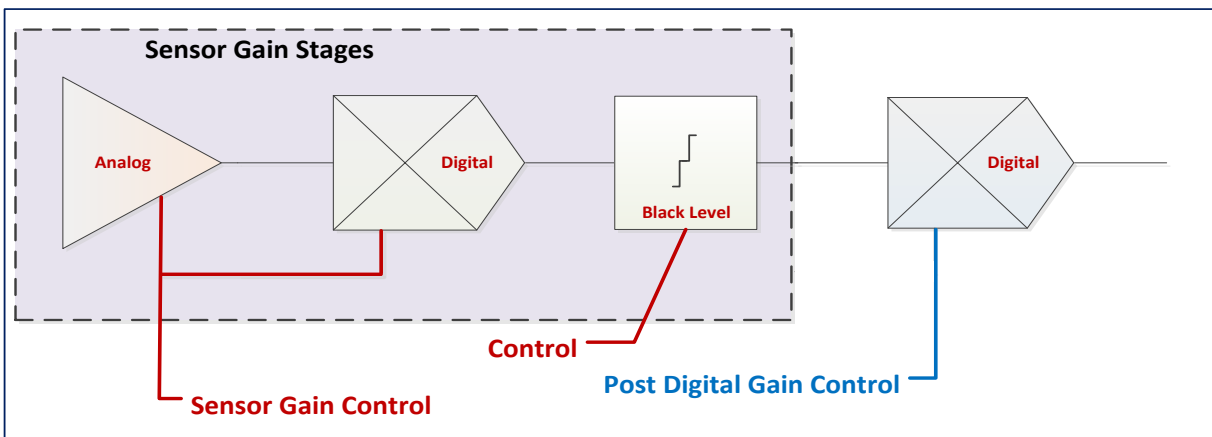 Sensor Gain Stages
Analog
Digital
Black Level
Digital
Control
Post Digital Gain Control
Sensor Gain Control